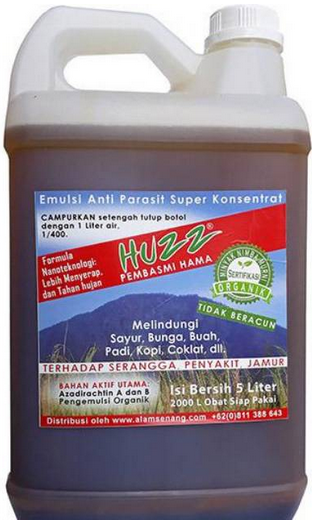 Emulsi Anti Parasit Super Konsentrat
CAMPURKAN setengah tutup botol
dengan 1 Liter air.
1/400.
Formula
Nanoteknologi:
Lebih Menyerap,
dan Tahan hujan
HUZZ®
PEMBASMI HAMA
SERTIFIKASI
ORGANIK
TIDAK BERACUN
Melindungi
Sayur, Bunga, Buah,
Padi, Kopi, Coklat, dll.
TERHADAP SERANGGA, PENYAKIT, JAMUR
BAHAN AKTIF UTAMA:
Azadirachtin A dan B
Pengemulsi Organik
Isi Bersih 5 Liter
2000 L Obat Siap Pakai
Distribusi oleh www.alamsenang.com +62(0)811 388 643